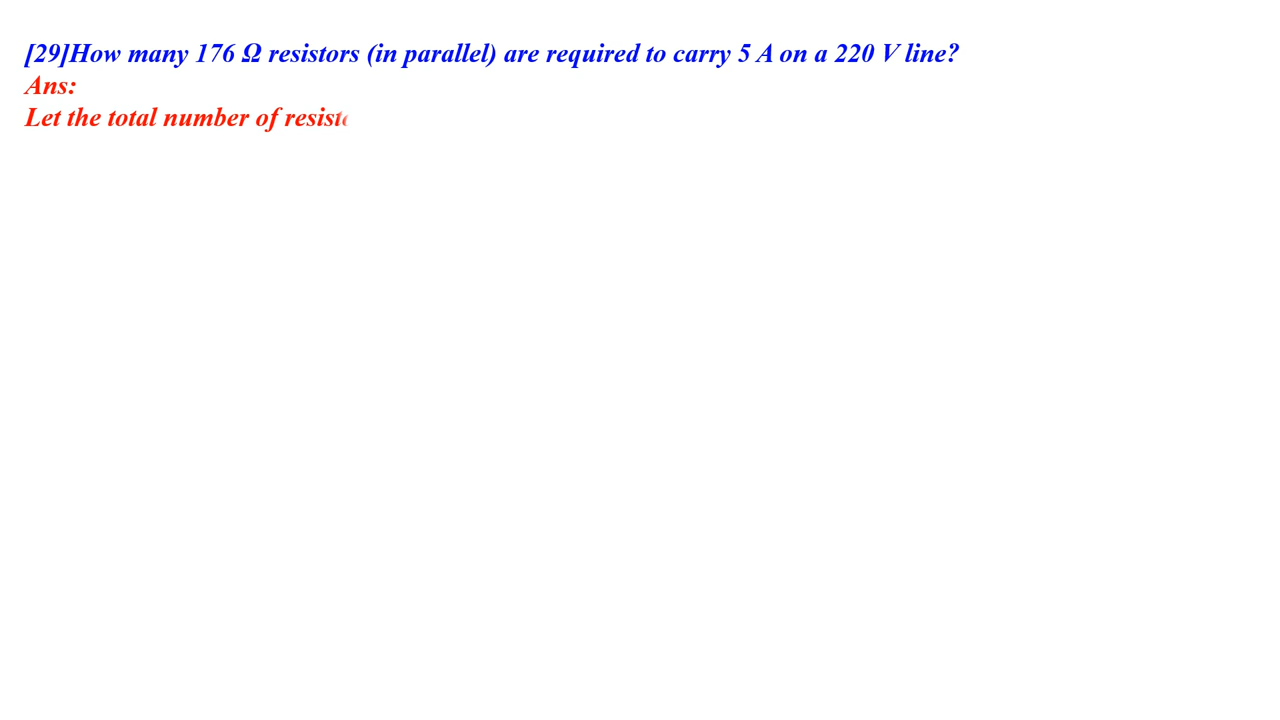 [29]How many 176 Ω resistors (in parallel) are required to carry 5 A on a 220 V line?
Ans:
Let the total number of